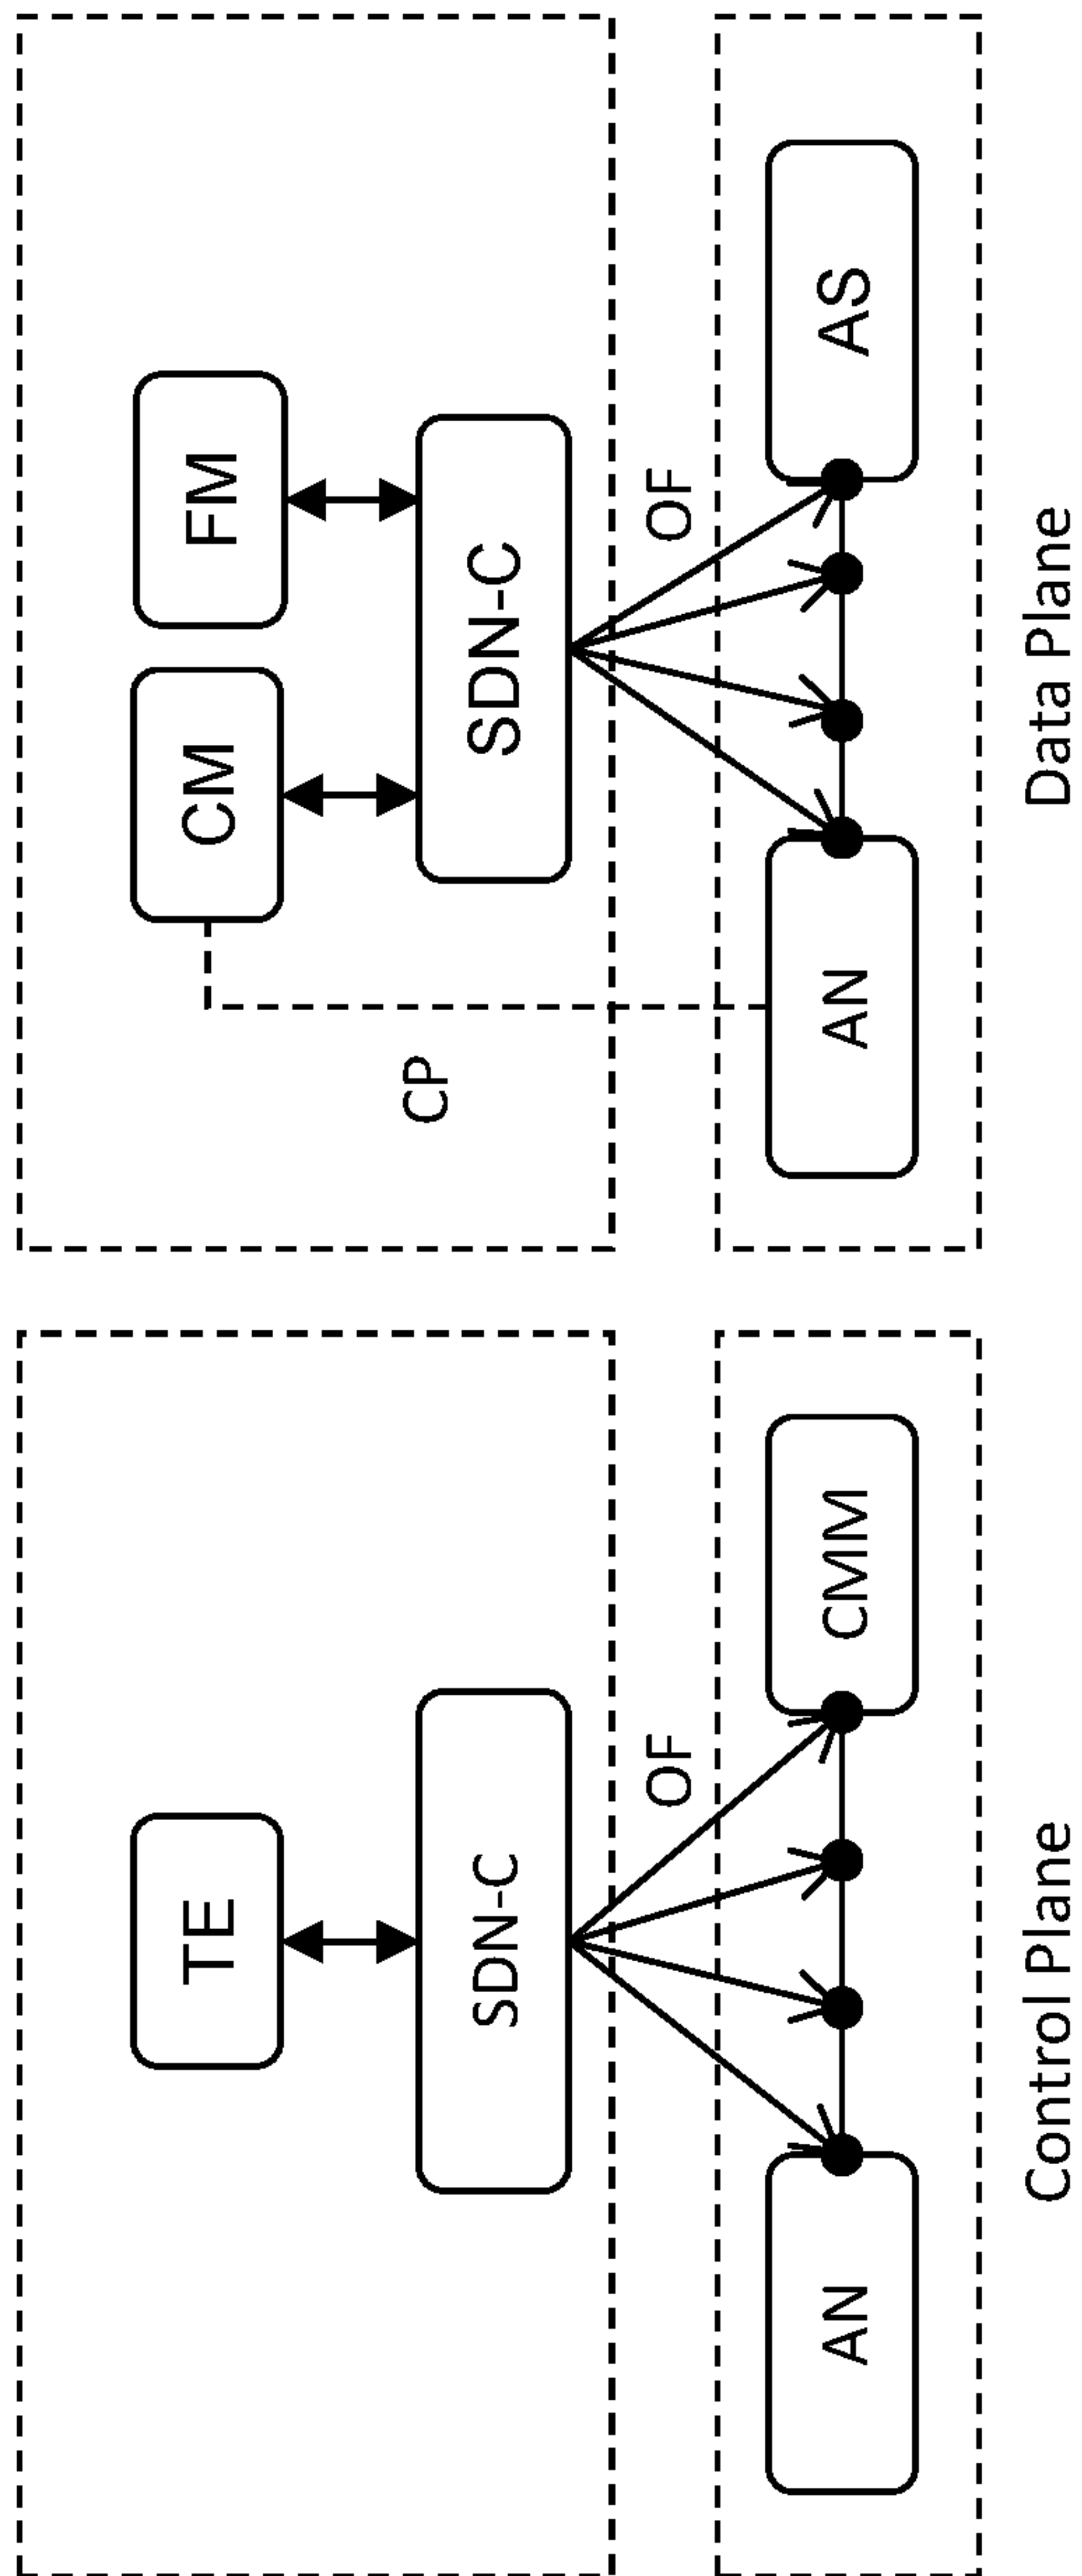 TE
SDN-C
OF
AN
CMM
Control Plane
CM
FM
SDN-C
CP
OF
AN
AS
Data Plane